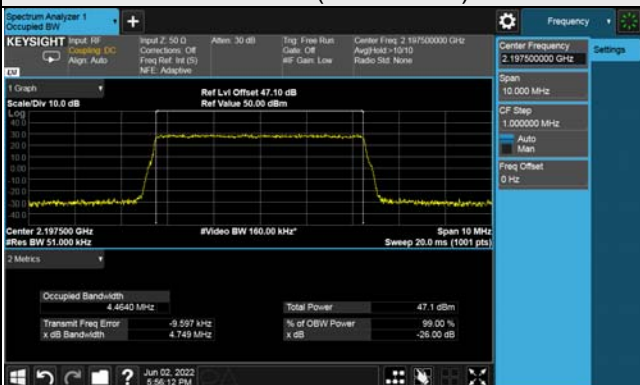 Spectrum Analyzer 1
Occupied BW
+
Frequency
KEYSIGHT
Input: RF
Coupling: DC
Align: Auto
Input Z: 50 Ω
Corrections: Off
Freq Ref: Int (S)
NFE: Adaptive
Atten: 30 dB
Trig: Free Run
Gate: Off
#IF Gain: Low
Center Freq: 2.197500000 GHz
Avg|Hold:>10/10
Radio Std: None
Center Frequency
2.197500000 GHz
Settings
Span
10.000 MHz
CF Step
1.000000 MHz
Auto
Man
Freq Offset
0 Hz
1 Graph
Scale/Div 10.0 dB
Ref Lvl Offset 47.10 dB
Ref Value 50.00 dBm
Log
40.0
30.0
20.0
10.0
0.00
-10.0
-20.0
-30.0
-40.0
Center 2.197500 GHz
#Res BW 51.000 kHz
#Video BW 160.00 kHz*
Span 10 MHz
Sweep 20.0 ms (1001 pts)
2 Metrics
Occupied Bandwidth
4.4640 MHz
Total Power 47.1 dBm
Transmit Freq Error -9.597 kHz
% of OBW Power 99.00 %
x dB Bandwidth 4.749 MHz
x dB -26.00 dB
?
Jun 02, 2022
5:56:12 PM